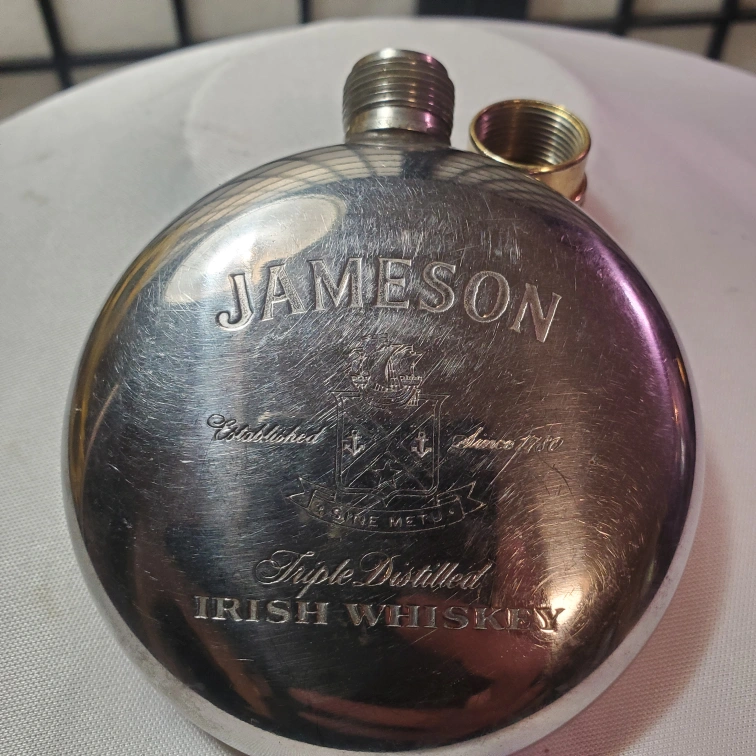 JAMESON
Established Since 1780
SINE METU
Triple Distilled
IRISH WHISKEY